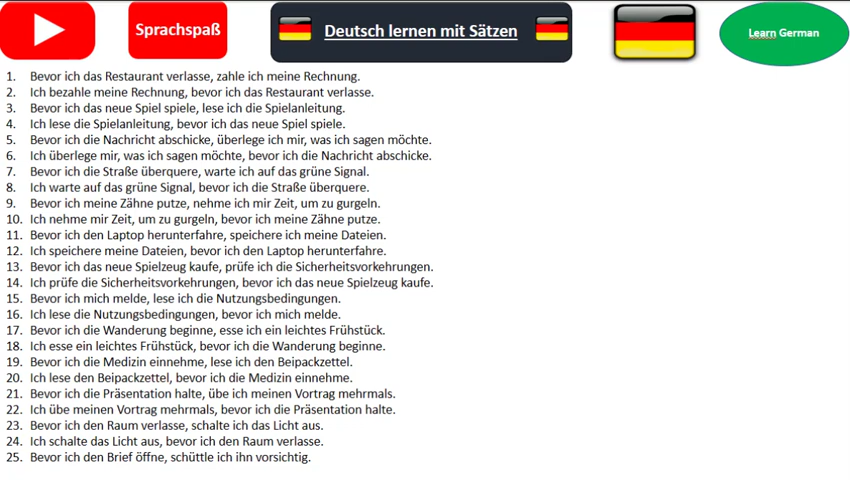 Sprachspaß
Deutsch lernen mit Sätzen
Learn German
1. Bevor ich das Restaurant verlasse, zahle ich meine Rechnung.
2. Ich bezahle meine Rechnung, bevor ich das Restaurant verlasse.
3. Bevor ich das neue Spiel spiele, lese ich die Spielanleitung.
4. Ich lese die Spielanleitung, bevor ich das neue Spiel spiele.
5. Bevor ich die Nachricht abschicke, überlege ich mir, was ich sagen möchte.
6. Ich überlege mir, was ich sagen möchte, bevor ich die Nachricht abschicke.
7. Bevor ich die Straße überquere, warte ich auf das grüne Signal.
8. Ich warte auf das grüne Signal, bevor ich die Straße überquere.
9. Bevor ich meine Zähne putze, nehme ich mir Zeit, um zu gurgeln.
10. Ich nehme mir Zeit, um zu gurgeln, bevor ich meine Zähne putze.
11. Bevor ich den Laptop herunterfahre, speichere ich meine Dateien.
12. Ich speichere meine Dateien, bevor ich den Laptop herunterfahre.
13. Bevor ich das neue Spielzeug kaufe, prüfe ich die Sicherheitsvorkehrungen.
14. Ich prüfe die Sicherheitsvorkehrungen, bevor ich das neue Spielzeug kaufe.
15. Bevor ich mich melde, lese ich die Nutzungsbedingungen.
16. Ich lese die Nutzungsbedingungen, bevor ich mich melde.
17. Bevor ich die Wanderung beginne, esse ich ein leichtes Frühstück.
18. Ich esse ein leichtes Frühstück, bevor ich die Wanderung beginne.
19. Bevor ich die Medizin einnehme, lese ich den Beipackzettel.
20. Ich lese den Beipackzettel, bevor ich die Medizin einnehme.
21. Bevor ich die Präsentation halte, übe ich meinen Vortrag mehrmals.
22. Ich übe meinen Vortrag mehrmals, bevor ich die Präsentation halte.
23. Bevor ich den Raum verlasse, schalte ich das Licht aus.
24. Ich schalte das Licht aus, bevor ich den Raum verlasse.
25. Bevor ich den Brief öffne, schüttle ich ihn vorsichtig.